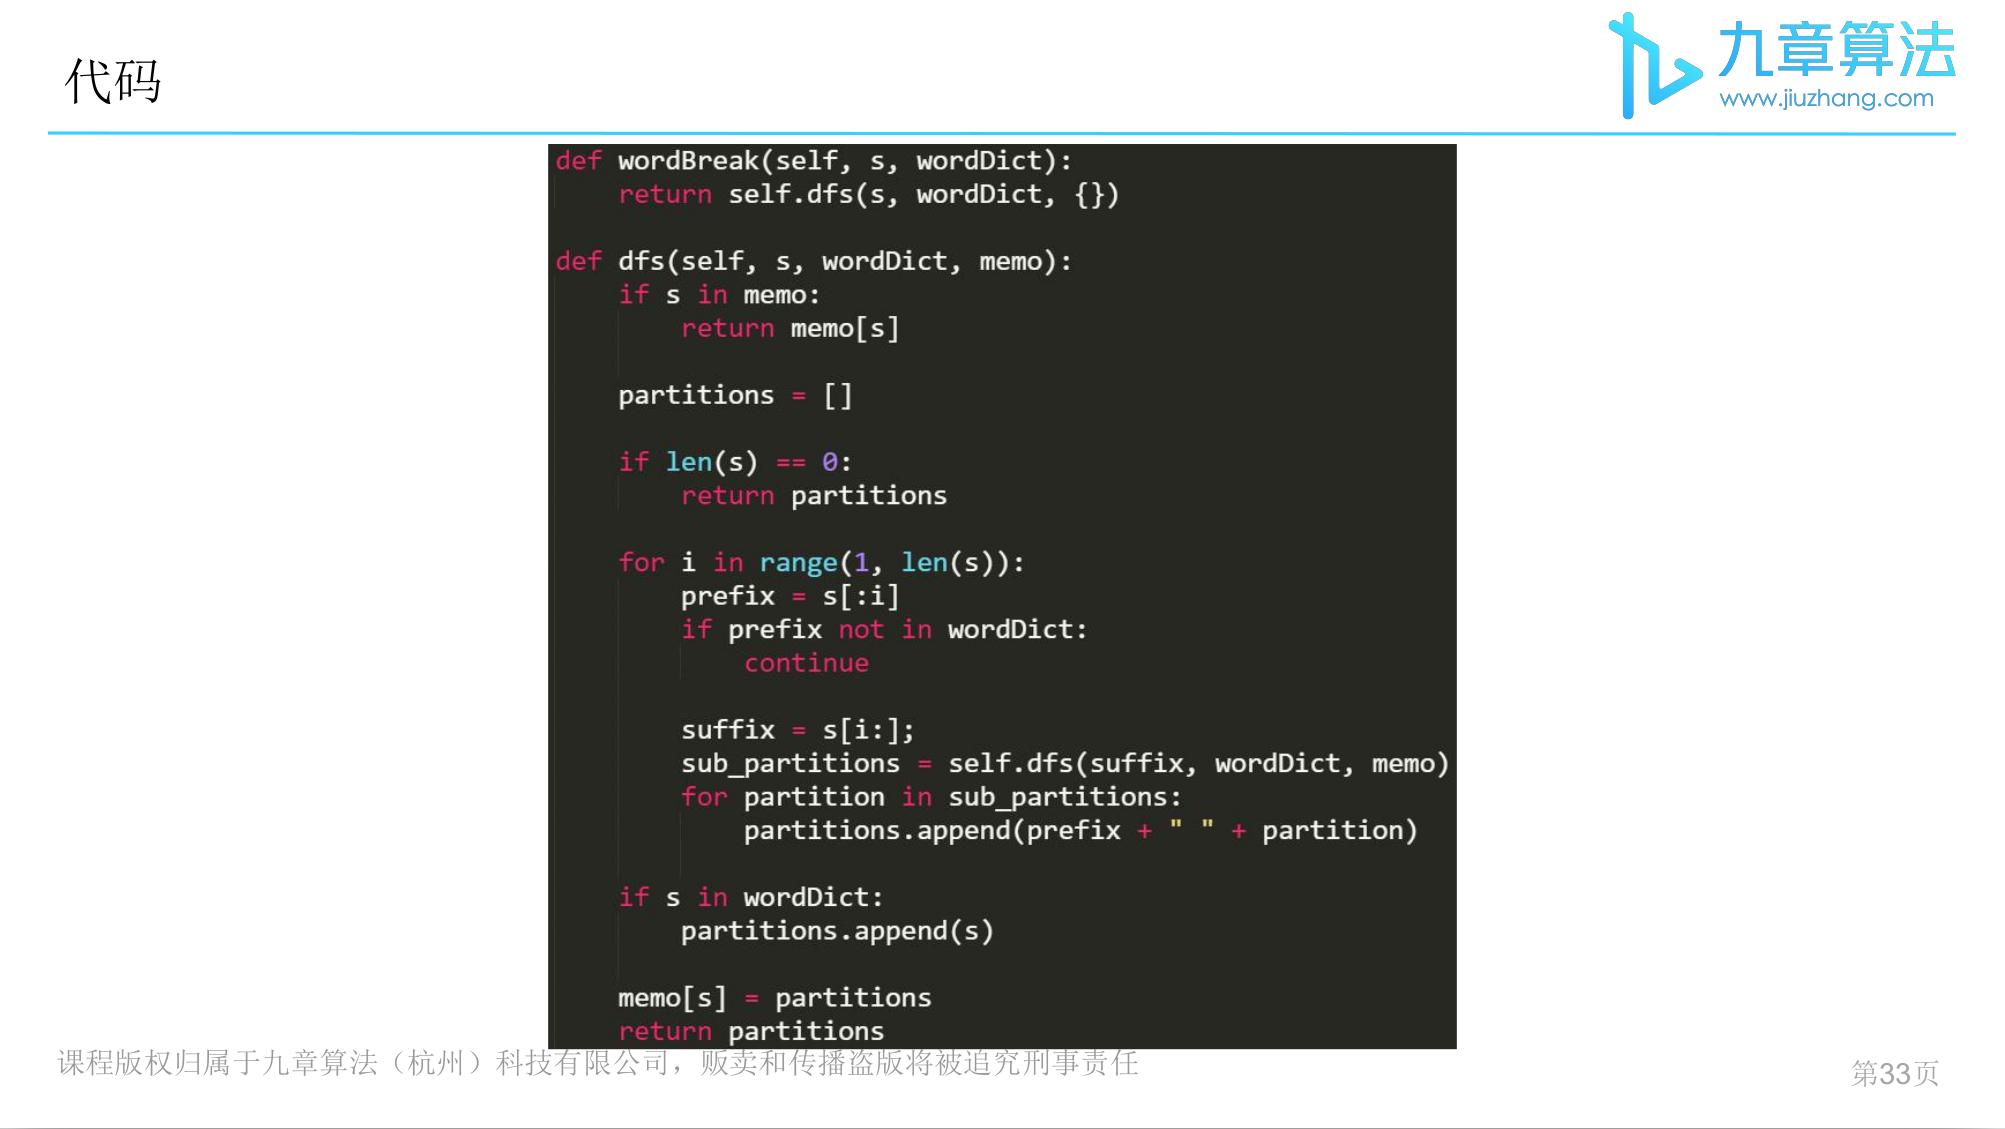 代码
九章算法
www.jiuzhang.com
def wordBreak(self, s, wordDict):
    return self.dfs(s, wordDict, {})

def dfs(self, s, wordDict, memo):
    if s in memo:
        return memo[s]

    partitions = []

    if len(s) == 0:
        return partitions

    for i in range(1, len(s)):
        prefix = s[:i]
        if prefix not in wordDict:
            continue

        suffix = s[i:];
        sub_partitions = self.dfs(suffix, wordDict, memo)
        for partition in sub_partitions:
            partitions.append(prefix + " " + partition)

    if s in wordDict:
        partitions.append(s)

    memo[s] = partitions
    return partitions
课程版权归属于九章算法（杭州）科技有限公司，贩卖和传播盗版将被追究刑事责任
第33页